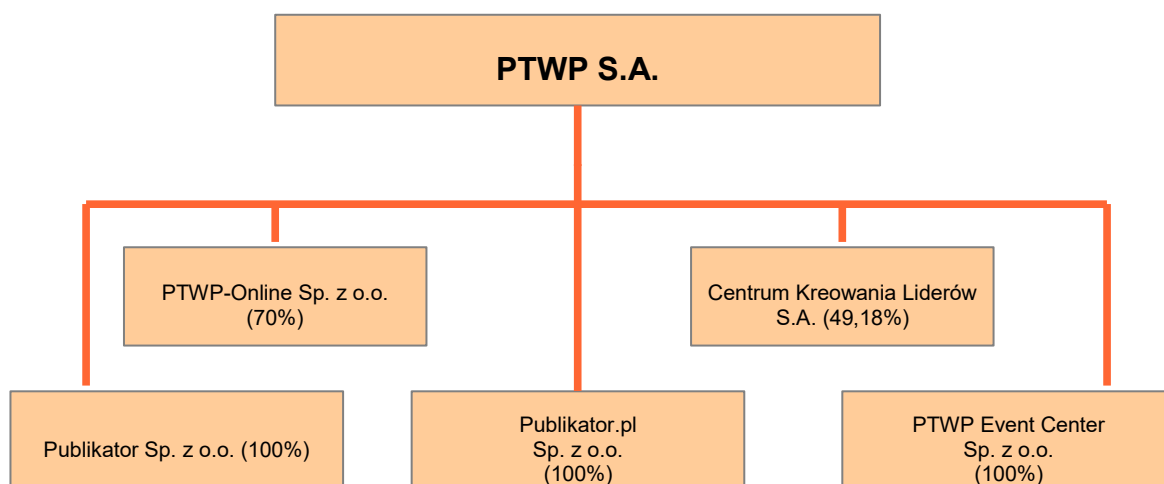 PTWP S.A.
PTWP-Online Sp. z o.o.
(70%)
Centrum Kreowania Liderów
S.A. (49,18%)
Publikator Sp. z o.o. (100%)
Publikator.pl
Sp. z o.o.
(100%)
PTWP Event Center
Sp. z o.o.
(100%)